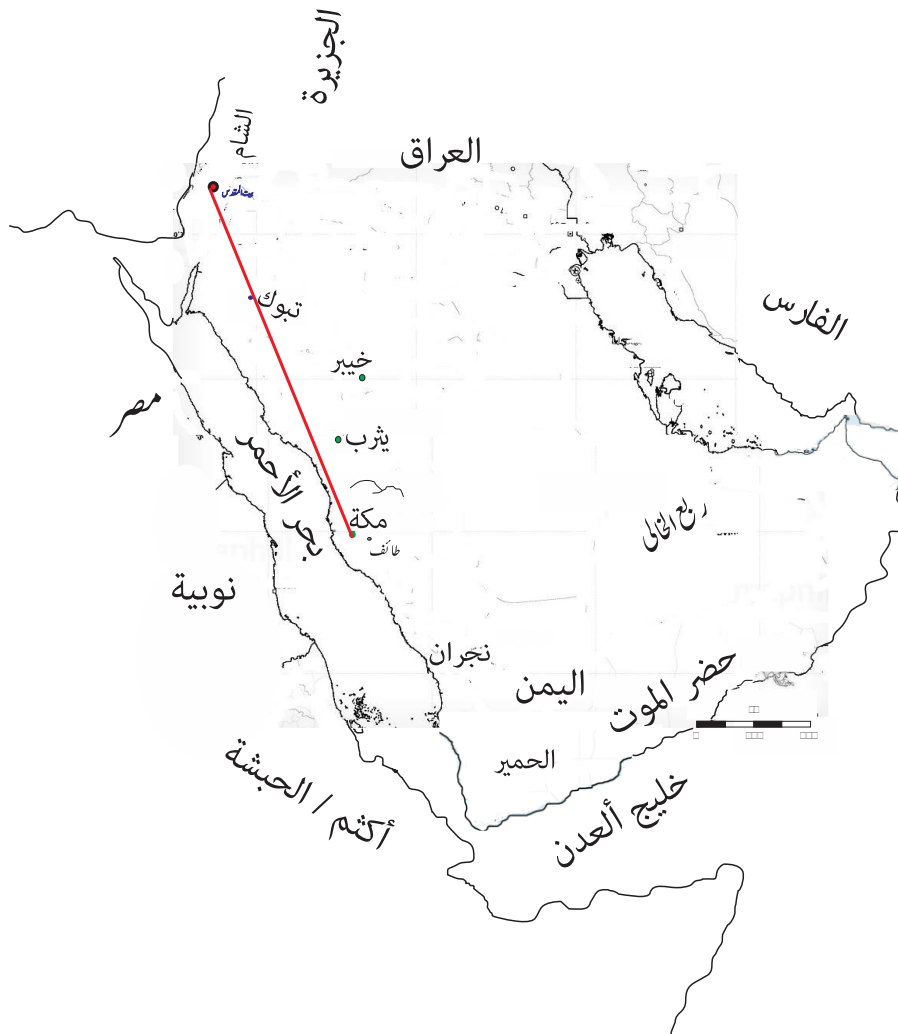 الجزيرة
الشام
العراق
بيت المقدس
تبوك
الفارس
خيبر
مصر
يثرب
بحر الأحمر
ربع الخالى
مكة
طائف
نوبية
نجران
اليمن
حضر الموت
الحمير
أكثم / الحبشة
خليج ألعدن